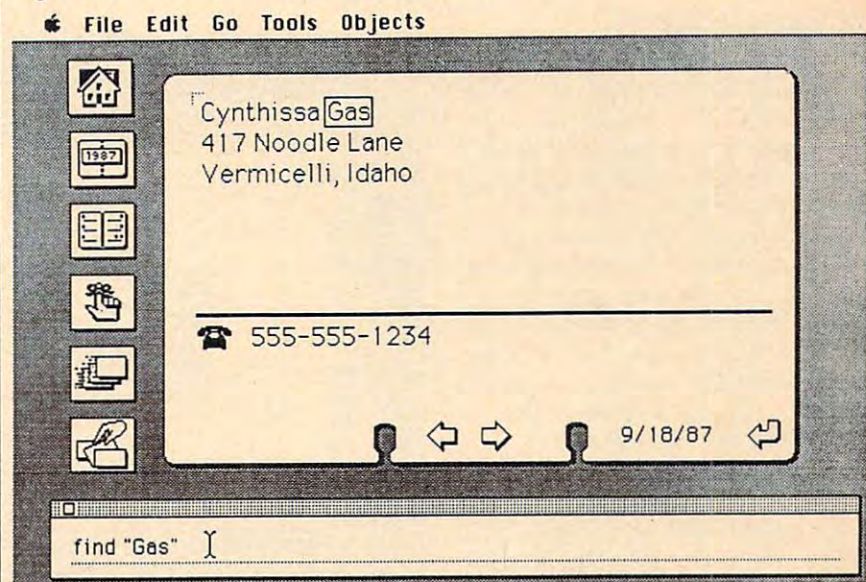 File Edit Go Tools Objects
1987
Cynthissa Gas
417 Noodle Lane
Vermicelli, Idaho
555-555-1234
9/18/87
find "Gas"